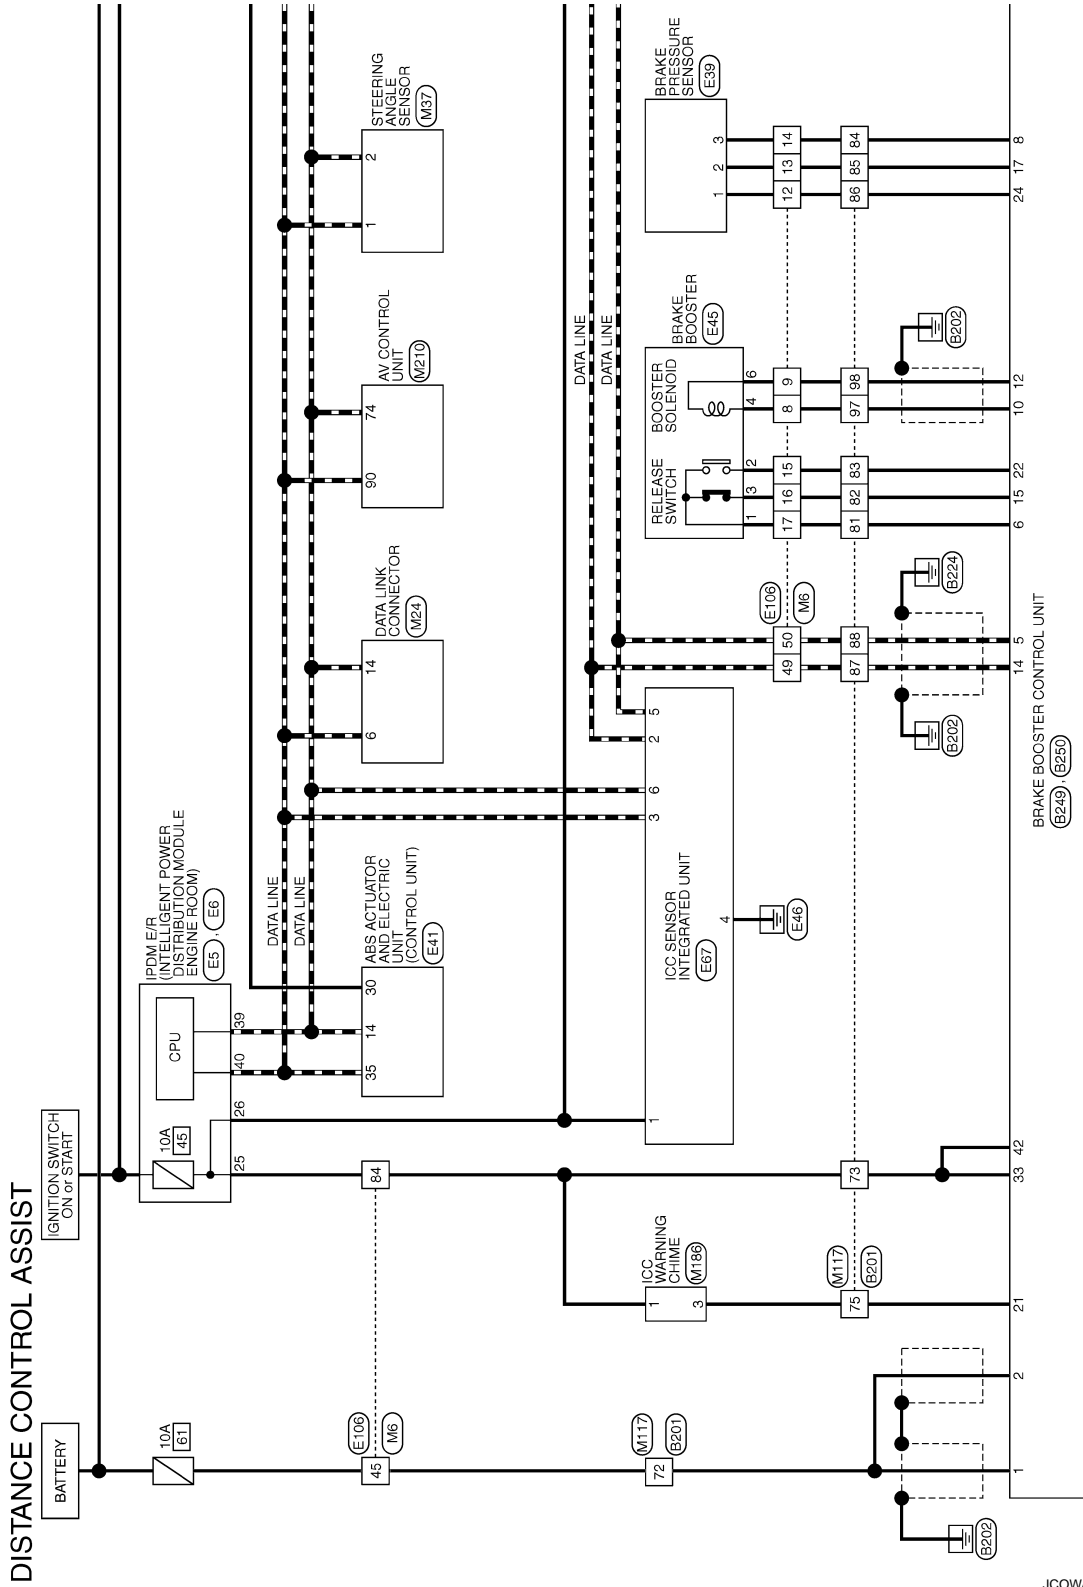 DISTANCE CONTROL ASSIST
BATTERY
IGNITION SWITCH
ON or START
10A
61
10A
45
CPU
IPDM E/R
(INTELLIGENT POWER
DISTRIBUTION MODULE
ENGINE ROOM)
E5 , E6
25
26
40
39
DATA LINE
DATA LINE
E106
M6
45
84
35
14
30
ABS ACTUATOR
AND ELECTRIC
UNIT
(CONTROL UNIT)
E41
6
14
DATA LINK
CONNECTOR
M24
90
74
AV CONTROL
UNIT
M210
1
2
STEERING
ANGLE
SENSOR
M37
DATA LINE
DATA LINE
M117
B201
72
1
3
ICC
WARNING
CHIME
M186
1
3
6
2
5
ICC SENSOR
INTEGRATED UNIT
E67
4
E46
RELEASE
SWITCH
BOOSTER
SOLENOID
BRAKE
BOOSTER
E45
1
3
2
4
6
BRAKE
PRESSURE
SENSOR
E39
1
2
3
E106
M6
49
50
17
16
15
8
9
12
13
14
M117
B201
75
73
87
88
81
82
83
97
98
86
85
84
B202
B202
B224
B202
1
2
21
33
42
14
5
6
15
22
10
12
24
17
8
BRAKE BOOSTER CONTROL UNIT
B249 , B250